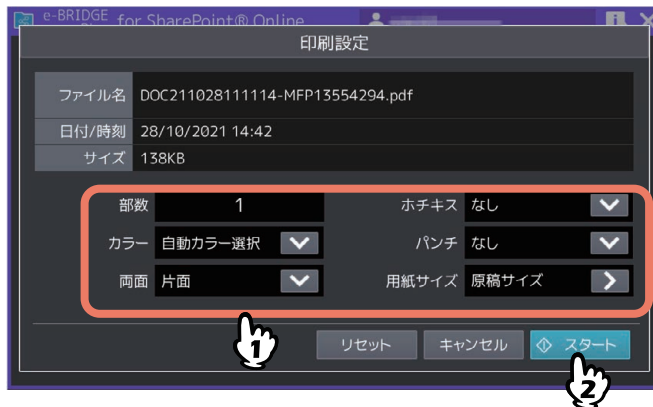 e-BRIDGE for SharePoint® Online
印刷設定
ファイル名 DOC211028111114-MFP13554294.pdf
日付/時刻 28/10/2021 14:42
サイズ 138KB
部数 1 ホチキス なし
カラー 自動カラー選択 パンチ なし
両面 片面 用紙サイズ 原稿サイズ
リセット キャンセル スタート
1
2